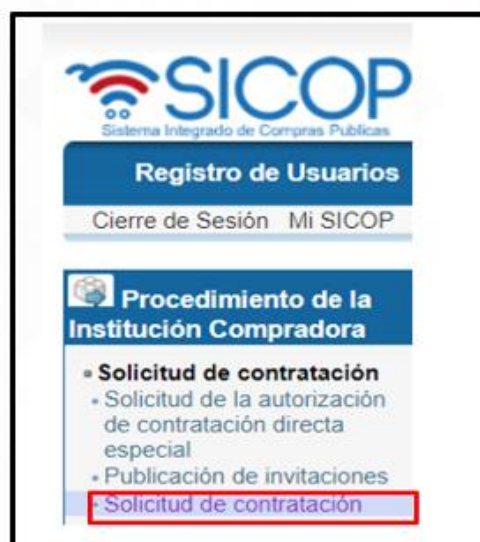 SICOP
Sistema Integrado de Compras Publicas
Registro de Usuarios
Cierre de Sesión Mi SICOP
Procedimiento de la
Institución Compradora
Solicitud de contratación
Solicitud de la autorización
de contratación directa
especial
Publicación de invitaciones
Solicitud de contratación